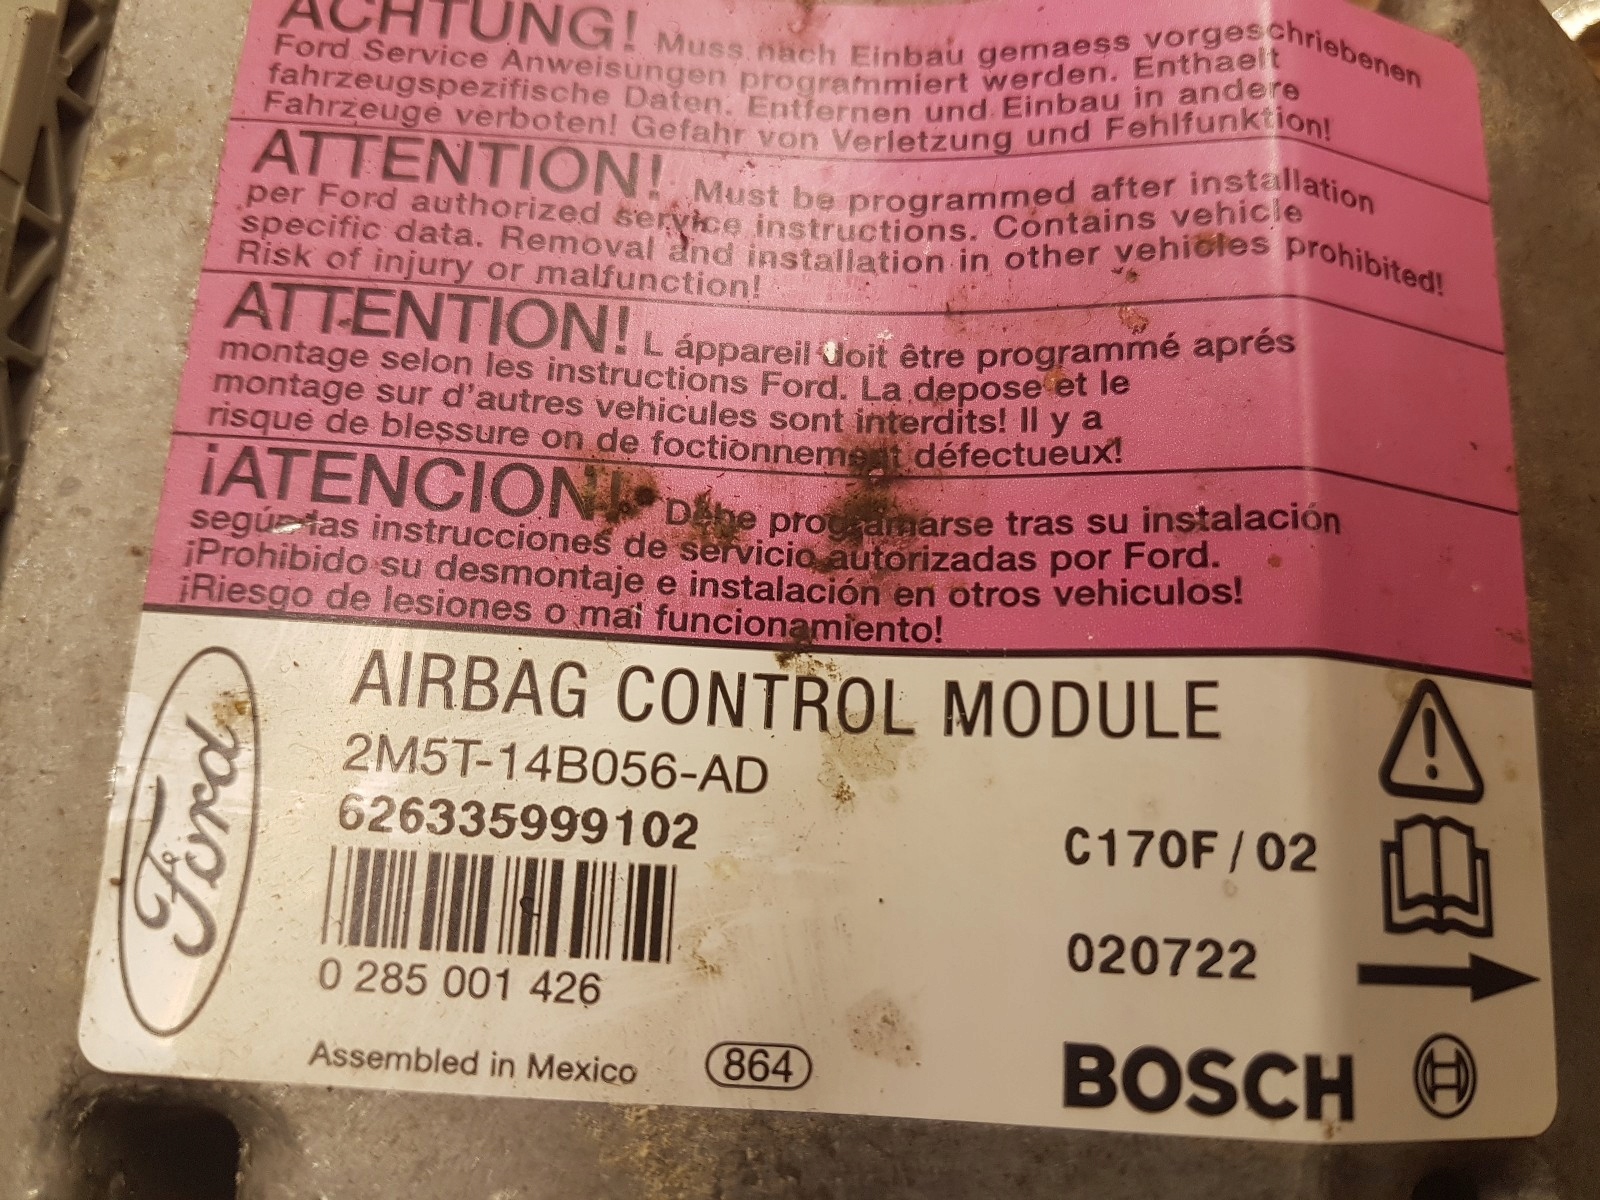 ACHTUNG! Muss nach Einbau gemaess vorgeschriebenen
Ford Service Anweisungen programmiert werden. Enthaelt
fahrzeugspezifische Daten. Entfernen und Einbau in andere
Fahrzeuge verboten! Gefahr von Verletzung und Fehlfunktion!
ATTENTION! Must be programmed after installation
per Ford authorized service instructions. Contains vehicle
specific data. Removal and installation in other vehicles prohibited!
Risk of injury or malfunction!
ATTENTION! L áppareil doit être programmé aprés
montage selon les instructions Ford. La depose et le
montage sur d'autres vehicules sont interdits! Il y a
risque de blessure on de foctionnement défectueux!
¡ATENCION! Debe programarse tras su instalación
según las instrucciones de servicio autorizadas por Ford.
¡Prohibido su desmontaje e instalación en otros vehiculos!
¡Riesgo de lesiones o mal funcionamiento!
Ford
AIRBAG CONTROL MODULE
2M5T-14B056-AD
626335999102
C170F / 02
020722
0 285 001 426
Assembled in Mexico
864
BOSCH